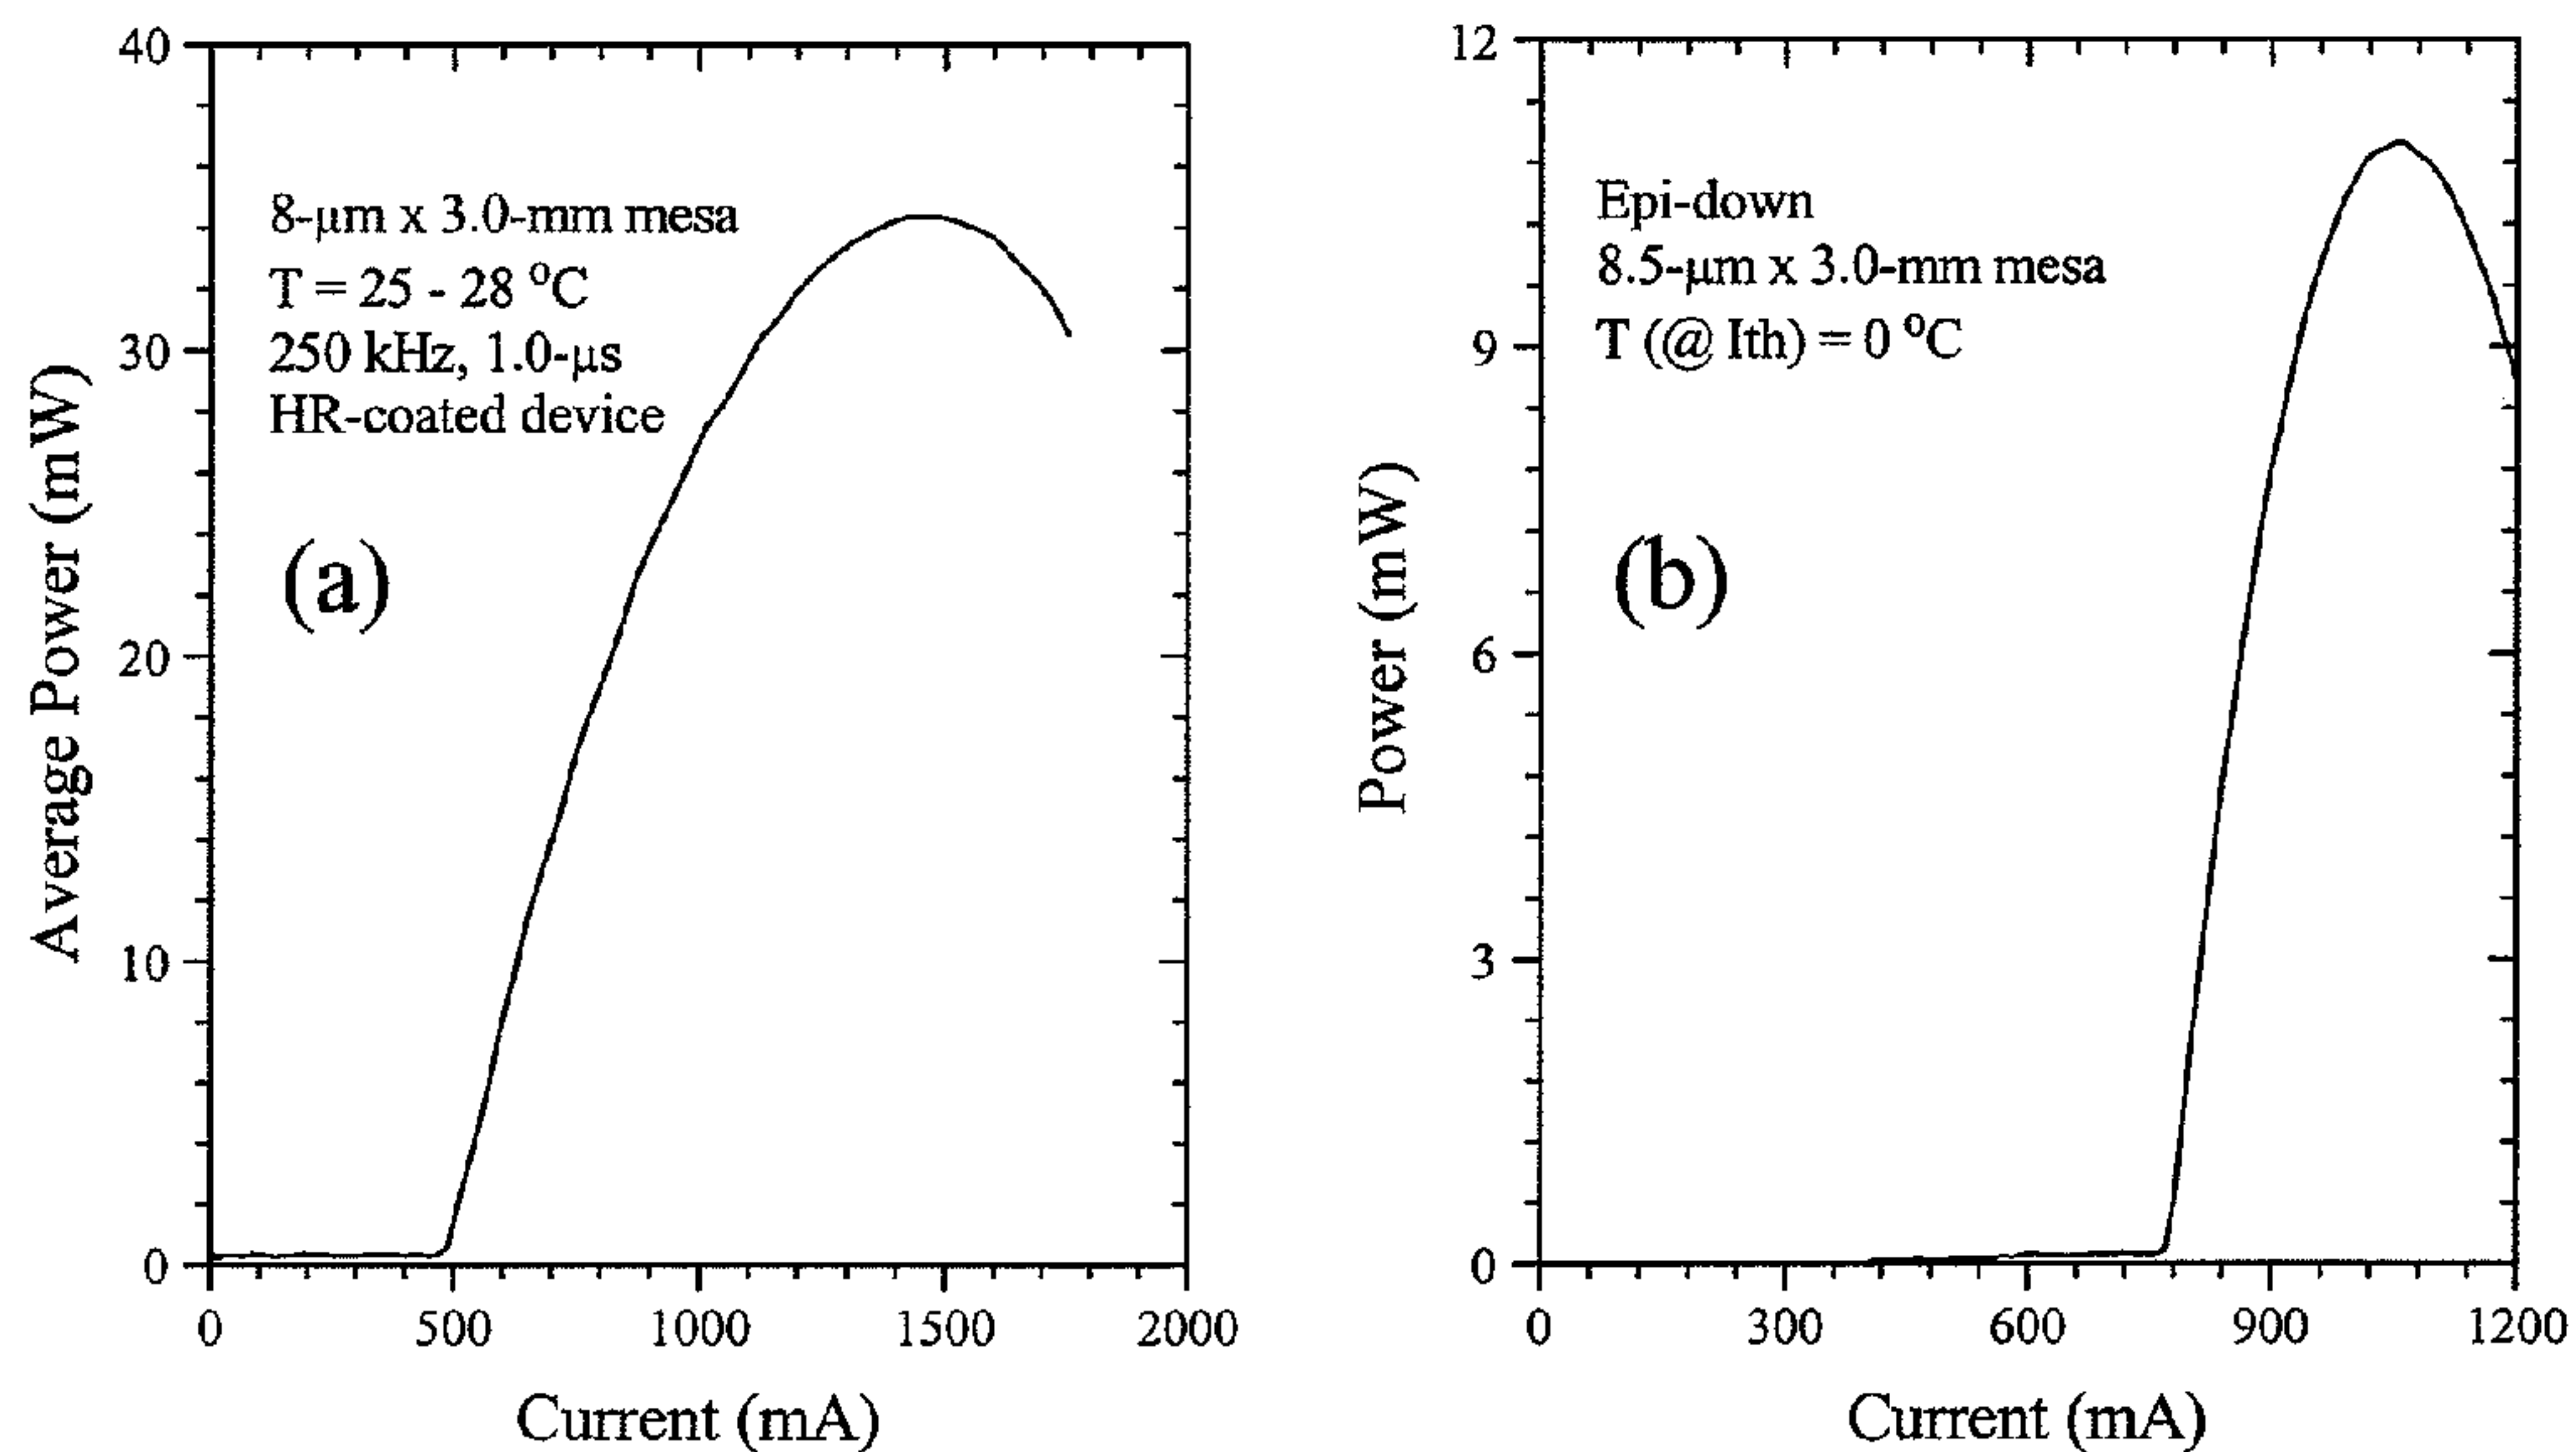 40
30
20
10
0
Average Power (mW)
8-μm x 3.0-mm mesa
T = 25 - 28 °C
250 kHz, 1.0-μs
HR-coated device
(a)
0 500 1000 1500 2000
Current (mA)
12
9
6
3
0
Power (mW)
Epi-down
8.5-μm x 3.0-mm mesa
T (@ Ith) = 0 °C
(b)
0 300 600 900 1200
Current (mA)